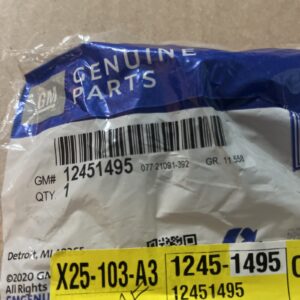 GENUINE
GM PARTS
GM# 12451495 077-21091-392 GR. 11.558
QTY 1
Detroit, MI
©2020 GM
All Rights
X25-103-A3
1245-1495
12451495